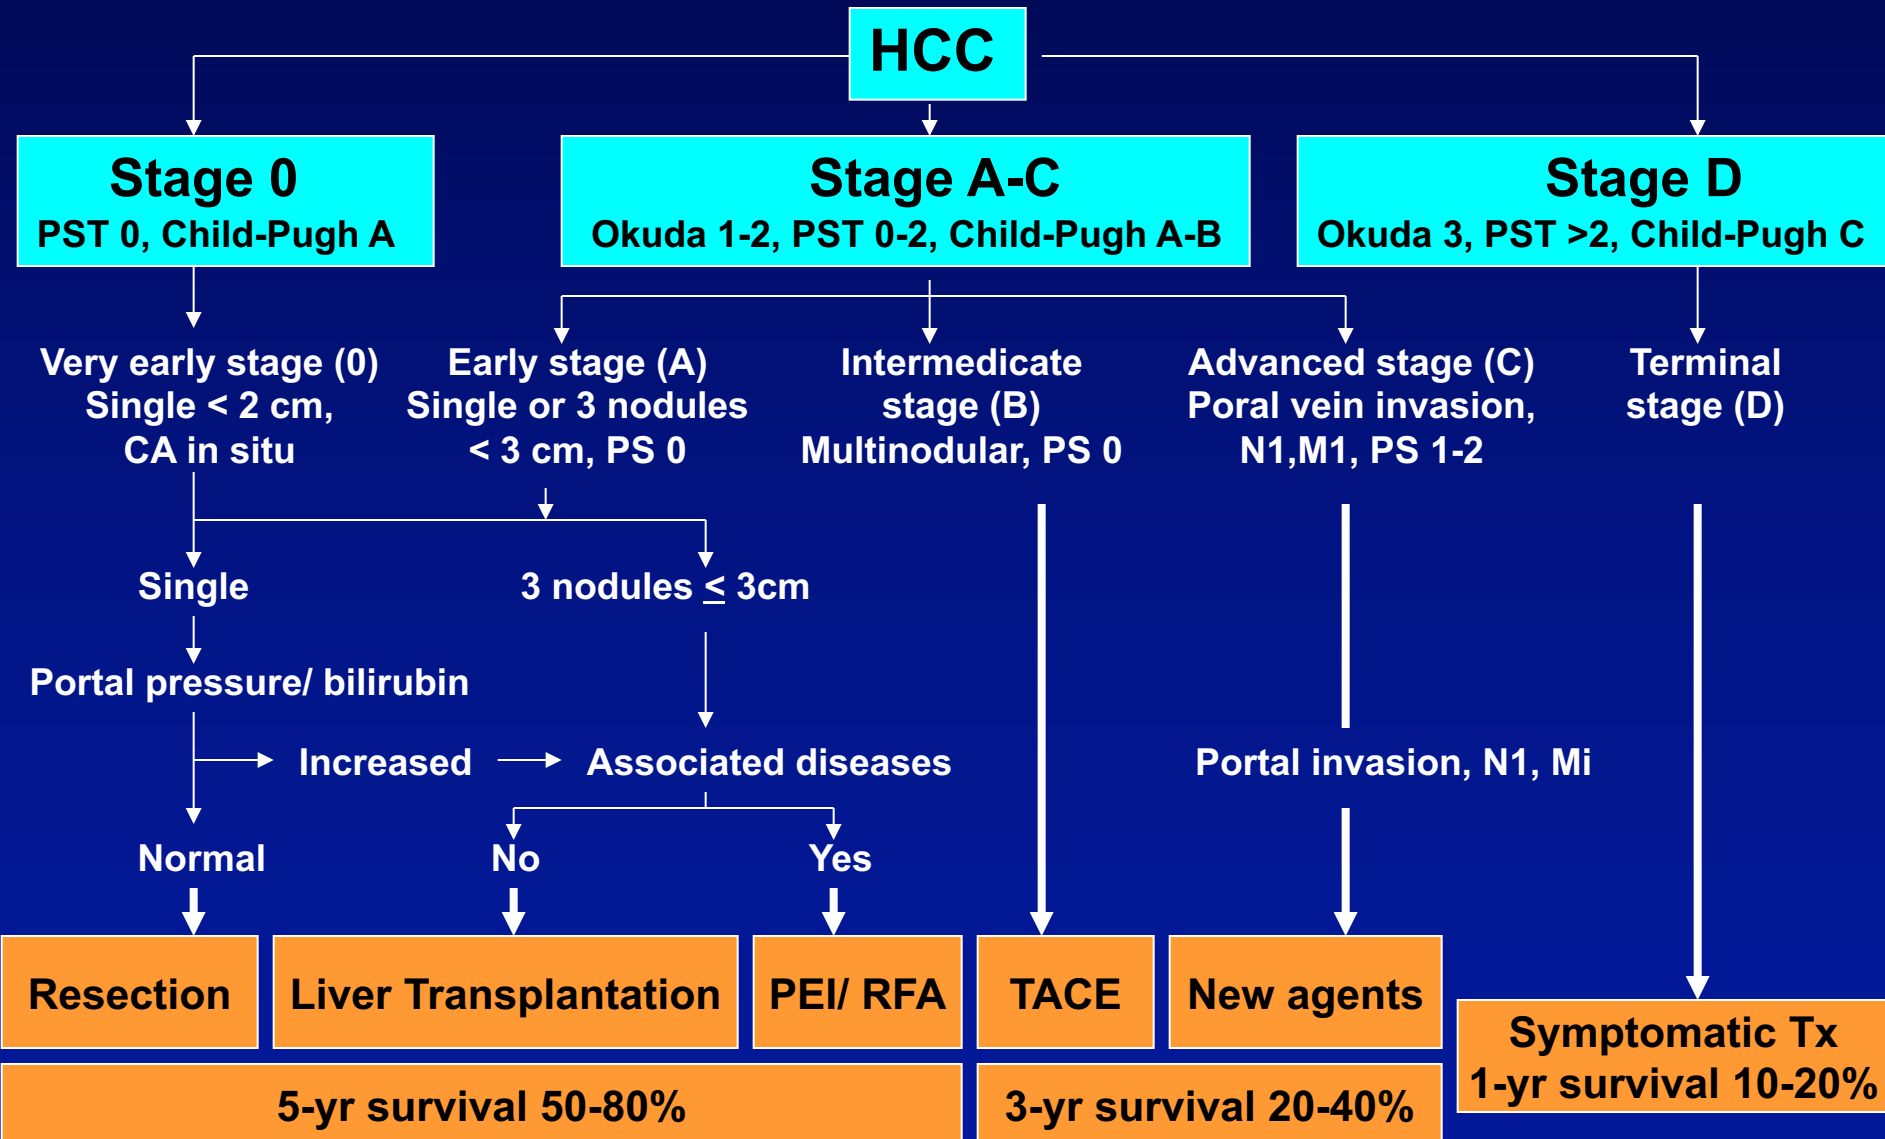 HCC
Stage 0
PST 0, Child-Pugh A
Stage A-C
Okuda 1-2, PST 0-2, Child-Pugh A-B
Stage D
Okuda 3, PST >2, Child-Pugh C
Very early stage (0)
Single < 2 cm,
CA in situ
Early stage (A)
Single or 3 nodules
< 3 cm, PS 0
Intermedicate
stage (B)
Multinodular, PS 0
Advanced stage (C)
Poral vein invasion,
N1,M1, PS 1-2
Terminal
stage (D)
Single
3 nodules ≤ 3cm
Portal pressure/ bilirubin
Increased
Associated diseases
Portal invasion, N1, Mi
Normal
No
Yes
Resection
Liver Transplantation
PEI/ RFA
TACE
New agents
Symptomatic Tx
1-yr survival 10-20%
5-yr survival 50-80%
3-yr survival 20-40%